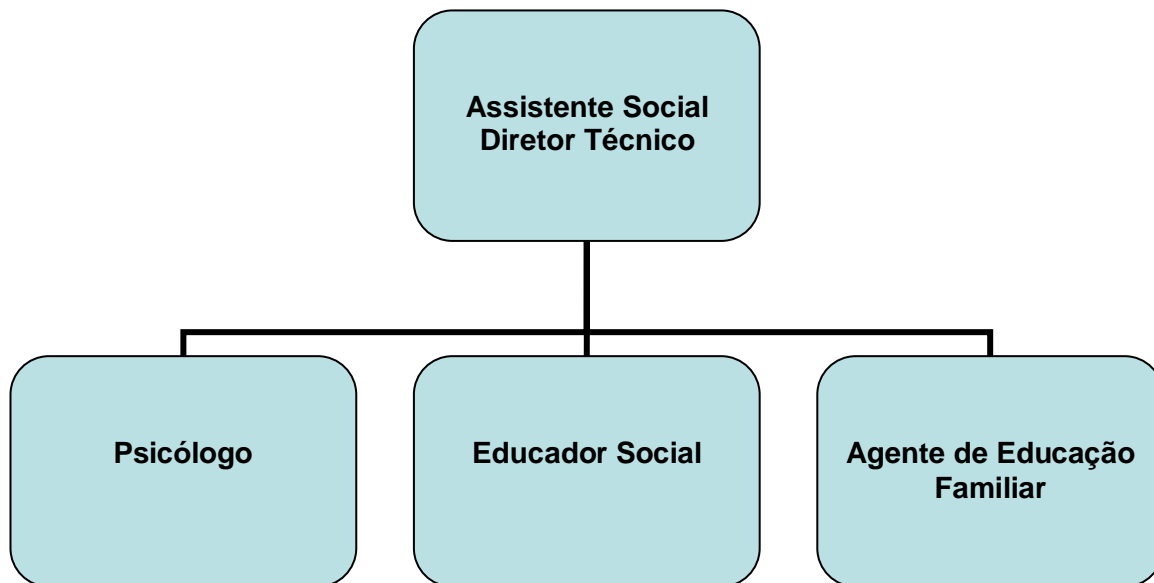 Assistente Social
Diretor Técnico
Psicólogo
Educador Social
Agente de Educação
Familiar